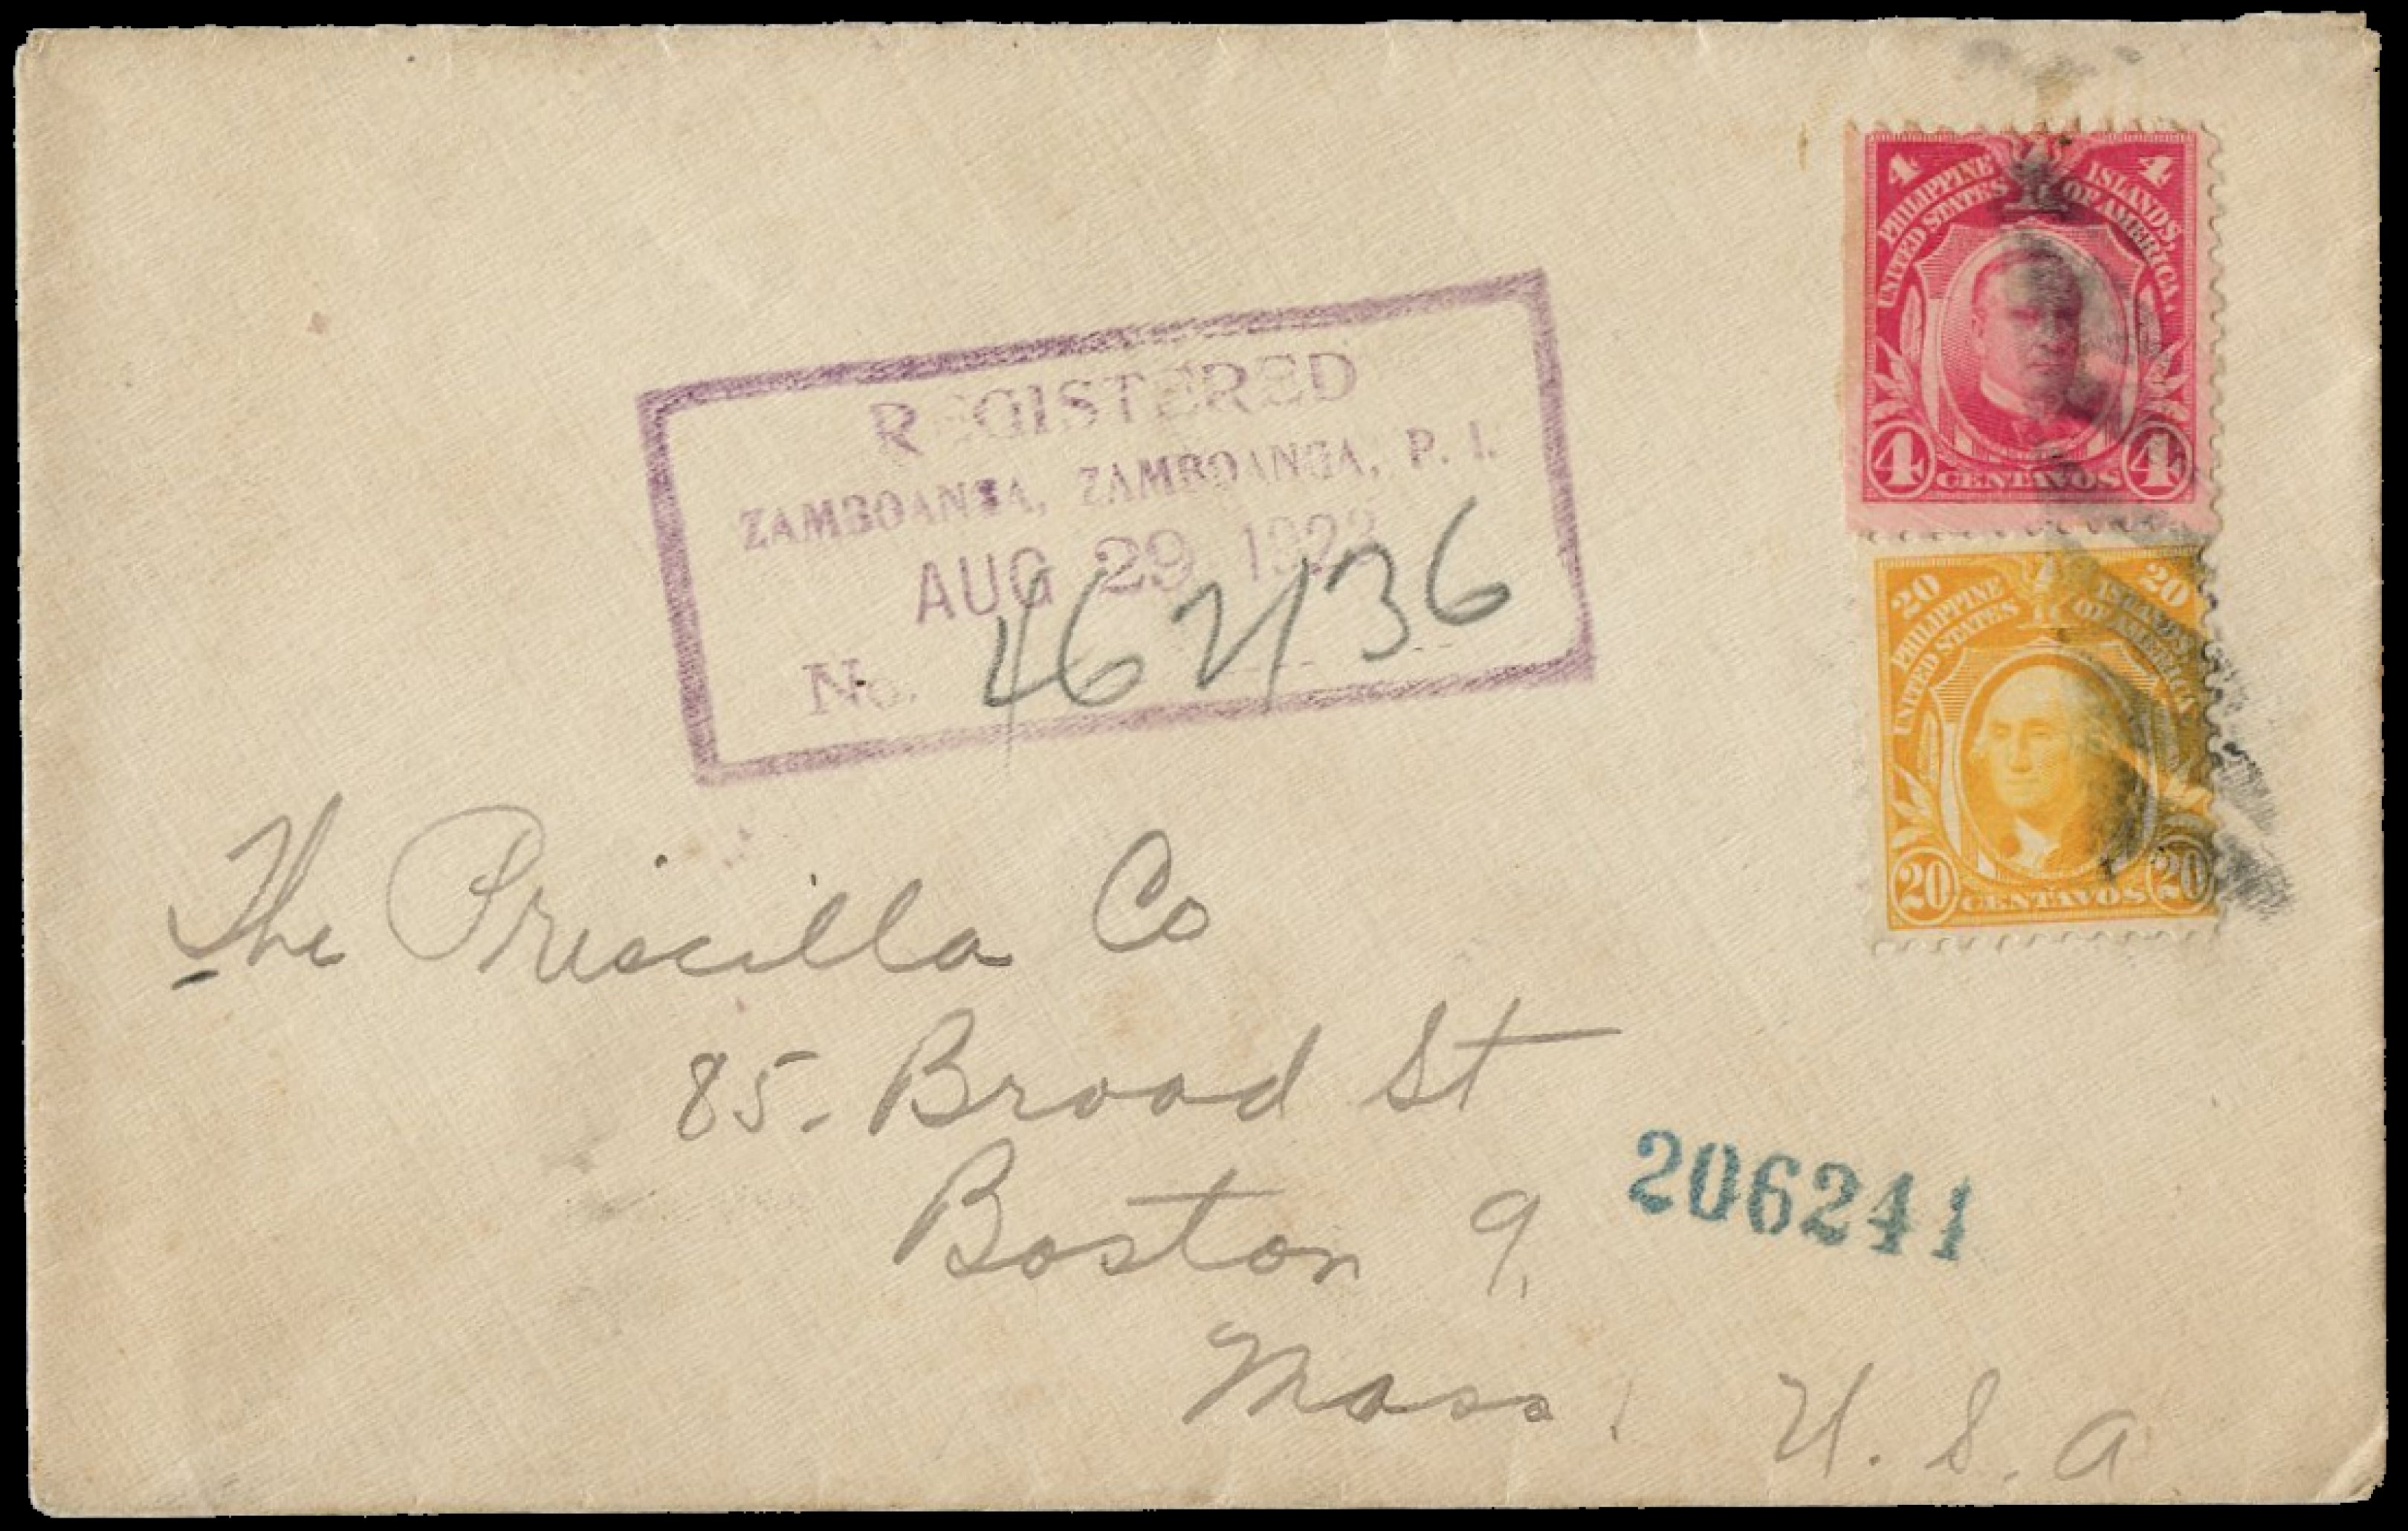 REGISTERED
ZAMBOANGA, ZAMBOANGA, P. I.
AUG 29 192
No. 462136
4 4
PHILIPPINE ISLANDS,
UNITED STATES OF AMERICA.
4 CENTAVOS 4
20 20
PHILIPPINE ISLANDS
UNITED STATES OF AMERICA
20 CENTAVOS 20
The Priscilla Co
85. Broad St
Boston 9,
206241
Mass.
U. S. A